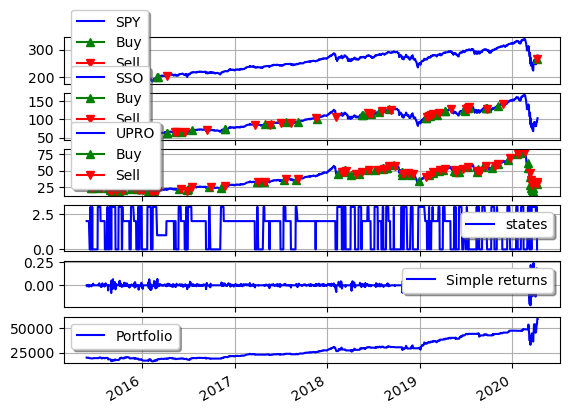 SPY
Buy
Sell
300
200
SSO
Buy
Sell
150
100
50
UPRO
Buy
Sell
75
50
25
states
2.5
0.0
Simple returns
0.25
0.00
Portfolio
50000
25000
2016 2017 2018 2019 2020